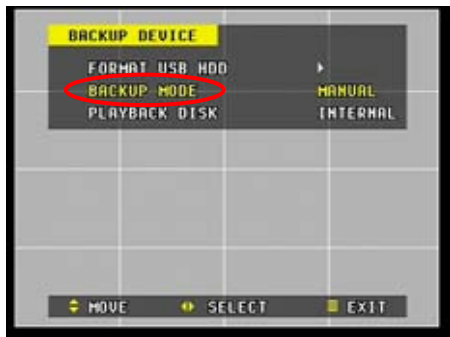 BACKUP DEVICE
FORMAT USB HDD
BACKUP MODE MANUAL
PLAYBACK DISK INTERNAL
MOVE SELECT EXIT